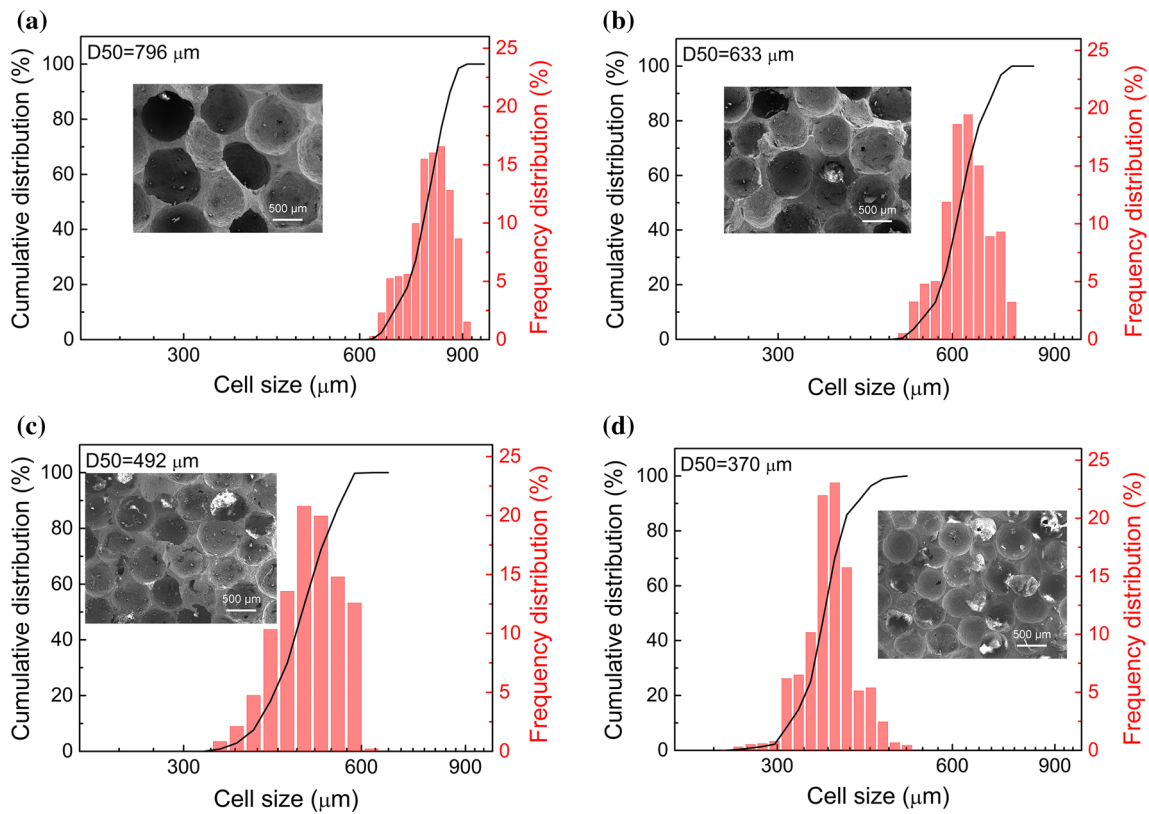 (a)
D50=796 μm
Cumulative distribution (%)
100
80
60
40
20
0
500 μm
25
20
15
10
5
0
Frequency distribution (%)
300
600
900
Cell size (μm)
(b)
D50=633 μm
Cumulative distribution (%)
100
80
60
40
20
0
500 μm
25
20
15
10
5
0
Frequency distribution (%)
300
600
900
Cell size (μm)
(c)
D50=492 μm
Cumulative distribution (%)
100
80
60
40
20
0
500 μm
25
20
15
10
5
0
Frequency distribution (%)
300
600
900
Cell size (μm)
(d)
D50=370 μm
Cumulative distribution (%)
100
80
60
40
20
0
500 μm
25
20
15
10
5
0
Frequency distribution (%)
300
600
900
Cell size (μm)